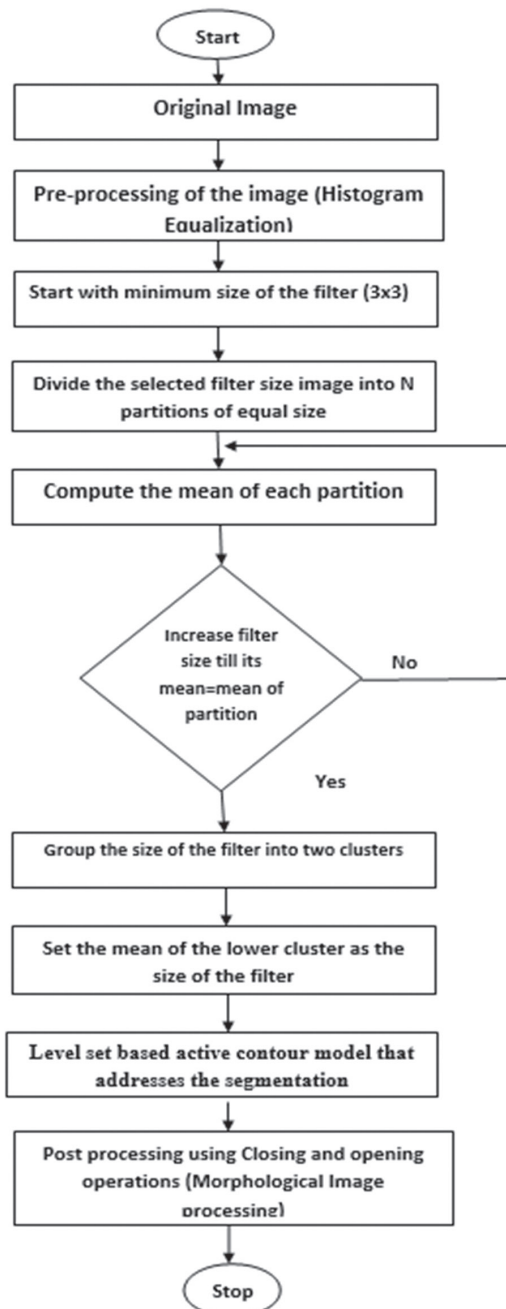 Start
Original Image
Pre-processing of the image (Histogram
Equalization)
Start with minimum size of the filter (3x3)
Divide the selected filter size image into N
partitions of equal size
Compute the mean of each partition
Increase filter
size till its
mean=mean of
partition
No
Yes
Group the size of the filter into two clusters
Set the mean of the lower cluster as the
size of the filter
Level set based active contour model that
addresses the segmentation
Post processing using Closing and opening
operations (Morphological Image
processing)
Stop